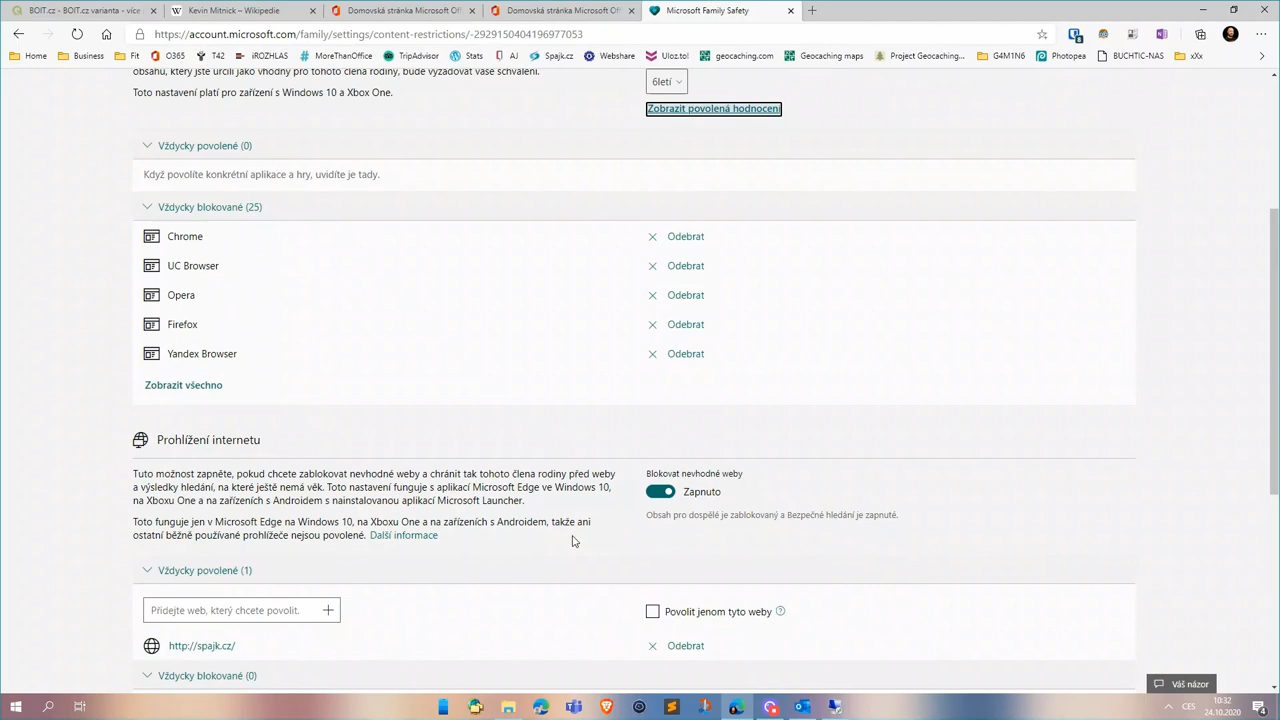 BOIT.cz - BOIT.cz varianta - více
Kevin Mitnick – Wikipedie
Domovská stránka Microsoft Off
Domovská stránka Microsoft Off
Microsoft Family Safety
https://account.microsoft.com/family/settings/content-restrictions/-2929150404196977053
Home
Business
Fit
O365
T42
iROZHLAS
MoreThanOffice
TripAdvisor
Stats
AJ
Spajk.cz
Webshare
Uloz.to!
geocaching.com
Geocaching maps
Project Geocaching...
G4M1N6
Photopea
BUCHTIC-NAS
xXx
obsahu, který jste určili jako vhodný pro tohoto člena rodiny, bude vyžadovat vaše schválení.
Toto nastavení platí pro zařízení s Windows 10 a Xbox One.
6letí
Zobrazit povolená hodnocení
Vždycky povolené (0)
Když povolíte konkrétní aplikace a hry, uvidíte je tady.
Vždycky blokované (25)
Chrome
Odebrat
UC Browser
Odebrat
Opera
Odebrat
Firefox
Odebrat
Yandex Browser
Odebrat
Zobrazit všechno
Prohlížení internetu
Tuto možnost zapněte, pokud chcete zablokovat nevhodné weby a chránit tak tohoto člena rodiny před weby
a výsledky hledání, na které ještě nemá věk. Toto nastavení funguje s aplikací Microsoft Edge ve Windows 10,
na Xboxu One a na zařízeních s Androidem s nainstalovanou aplikací Microsoft Launcher.
Toto funguje jen v Microsoft Edge na Windows 10, na Xboxu One a na zařízeních s Androidem, takže ani
ostatní běžně používané prohlížeče nejsou povolené. Další informace
Blokovat nevhodné weby
Zapnuto
Obsah pro dospělé je zablokovaný a Bezpečné hledání je zapnuté.
Vždycky povolené (1)
Přidejte web, který chcete povolit.
Povolit jenom tyto weby
http://spajk.cz/
Odebrat
Vždycky blokované (0)
Váš názor
CES
10:32
24.10.2020
4